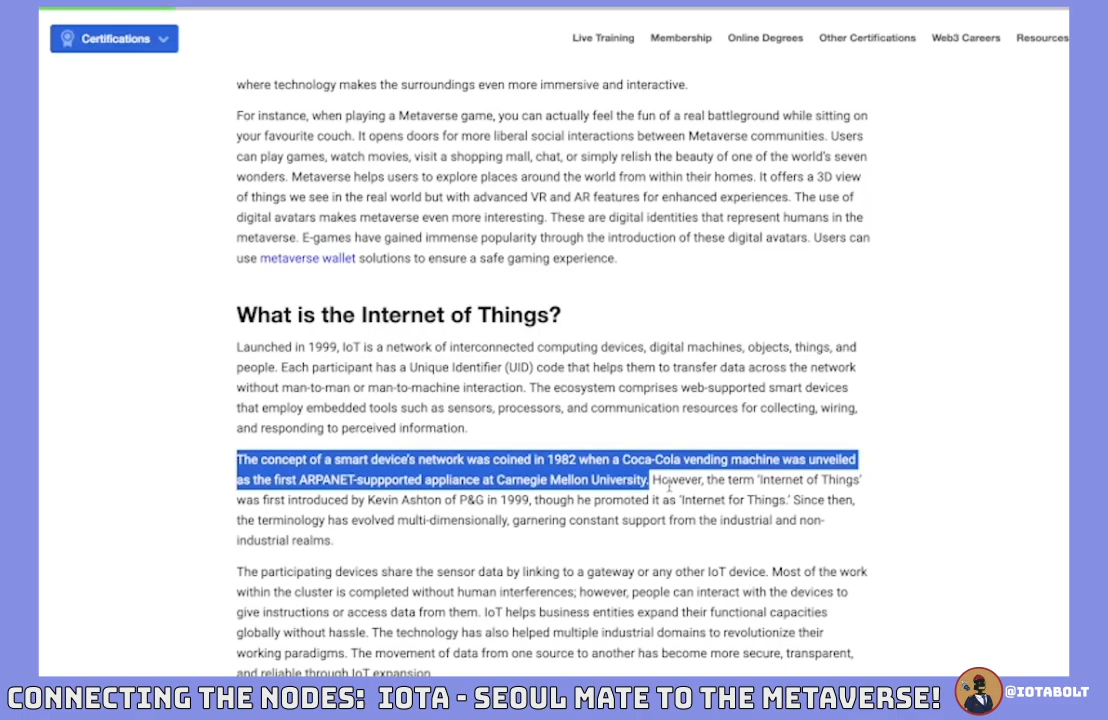 Certifications
Live Training
Membership
Online Degrees
Other Certifications
Web3 Careers
Resources
where technology makes the surroundings even more immersive and interactive.
For instance, when playing a Metaverse game, you can actually feel the fun of a real battleground while sitting on
your favourite couch. It opens doors for more liberal social interactions between Metaverse communities. Users
can play games, watch movies, visit a shopping mall, chat, or simply relish the beauty of one of the world's seven
wonders. Metaverse helps users to explore places around the world from within their homes. It offers a 3D view
of things we see in the real world but with advanced VR and AR features for enhanced experiences. The use of
digital avatars makes metaverse even more interesting. These are digital identities that represent humans in the
metaverse. E-games have gained immense popularity through the introduction of these digital avatars. Users can
use metaverse wallet solutions to ensure a safe gaming experience.
What is the Internet of Things?
Launched in 1999, IoT is a network of interconnected computing devices, digital machines, objects, things, and
people. Each participant has a Unique Identifier (UID) code that helps them to transfer data across the network
without man-to-man or man-to-machine interaction. The ecosystem comprises web-supported smart devices
that employ embedded tools such as sensors, processors, and communication resources for collecting, wiring,
and responding to perceived information.
The concept of a smart device's network was coined in 1982 when a Coca-Cola vending machine was unveiled
as the first ARPANET-suppported appliance at Carnegie Mellon University. However, the term 'Internet of Things'
was first introduced by Kevin Ashton of P&G in 1999, though he promoted it as 'Internet for Things.' Since then,
the terminology has evolved multi-dimensionally, garnering constant support from the industrial and non-
industrial realms.
The participating devices share the sensor data by linking to a gateway or any other IoT device. Most of the work
within the cluster is completed without human interferences; however, people can interact with the devices to
give instructions or access data from them. IoT helps business entities expand their functional capacities
globally without hassle. The technology has also helped multiple industrial domains to revolutionize their
working paradigms. The movement of data from one source to another has become more secure, transparent,
and reliable through IoT expansion.
CONNECTING THE NODES: IOTA - SEOUL MATE TO THE METAVERSE!
@IOTABOLT